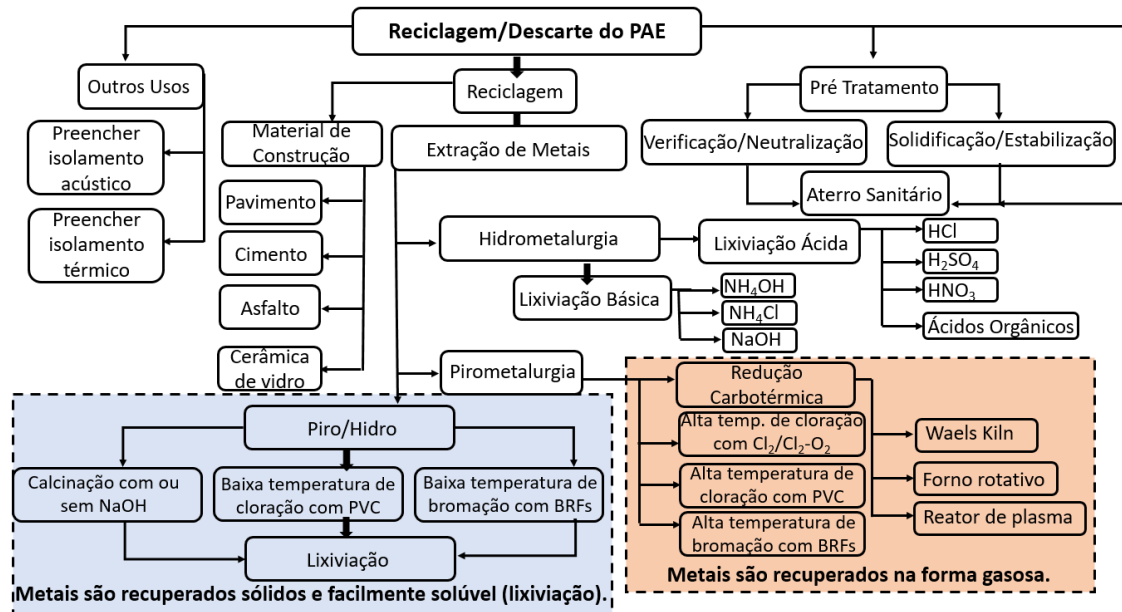 Reciclagem/Descarte do PAE
Outros Usos
Reciclagem
Pré Tratamento
Preencher
isolamento
acústico
Material de
Construção
Extração de Metais
Verificação/Neutralização
Solidificação/Estabilização
Pavimento
Aterro Sanitário
Preencher
isolamento
térmico
Cimento
Hidrometalurgia
Lixiviação Ácida
HCl
H₂SO₄
HNO₃
Ácidos Orgânicos
Lixiviação Básica
NH₄OH
NH₄Cl
NaOH
Asfalto
Cerâmica
de vidro
Pirometalurgia
Redução
Carbotérmica
Alta temp. de cloração
com Cl₂/Cl₂-O₂
Alta temperatura de
cloração com PVC
Alta temperatura de
bromação com BRFs
Waels Kiln
Forno rotativo
Reator de plasma
Metais são recuperados na forma gasosa.
Piro/Hidro
Calcinação com ou
sem NaOH
Baixa temperatura de
cloração com PVC
Baixa temperatura de
bromação com BRFs
Lixiviação
Metais são recuperados sólidos e facilmente solúvel (lixiviação).